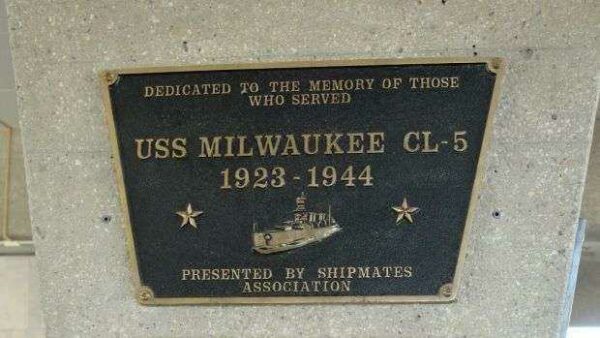 DEDICATED TO THE MEMORY OF THOSE
WHO SERVED
USS MILWAUKEE CL-5
1923-1944
P
PRESENTED BY SHIPMATES
ASSOCIATION